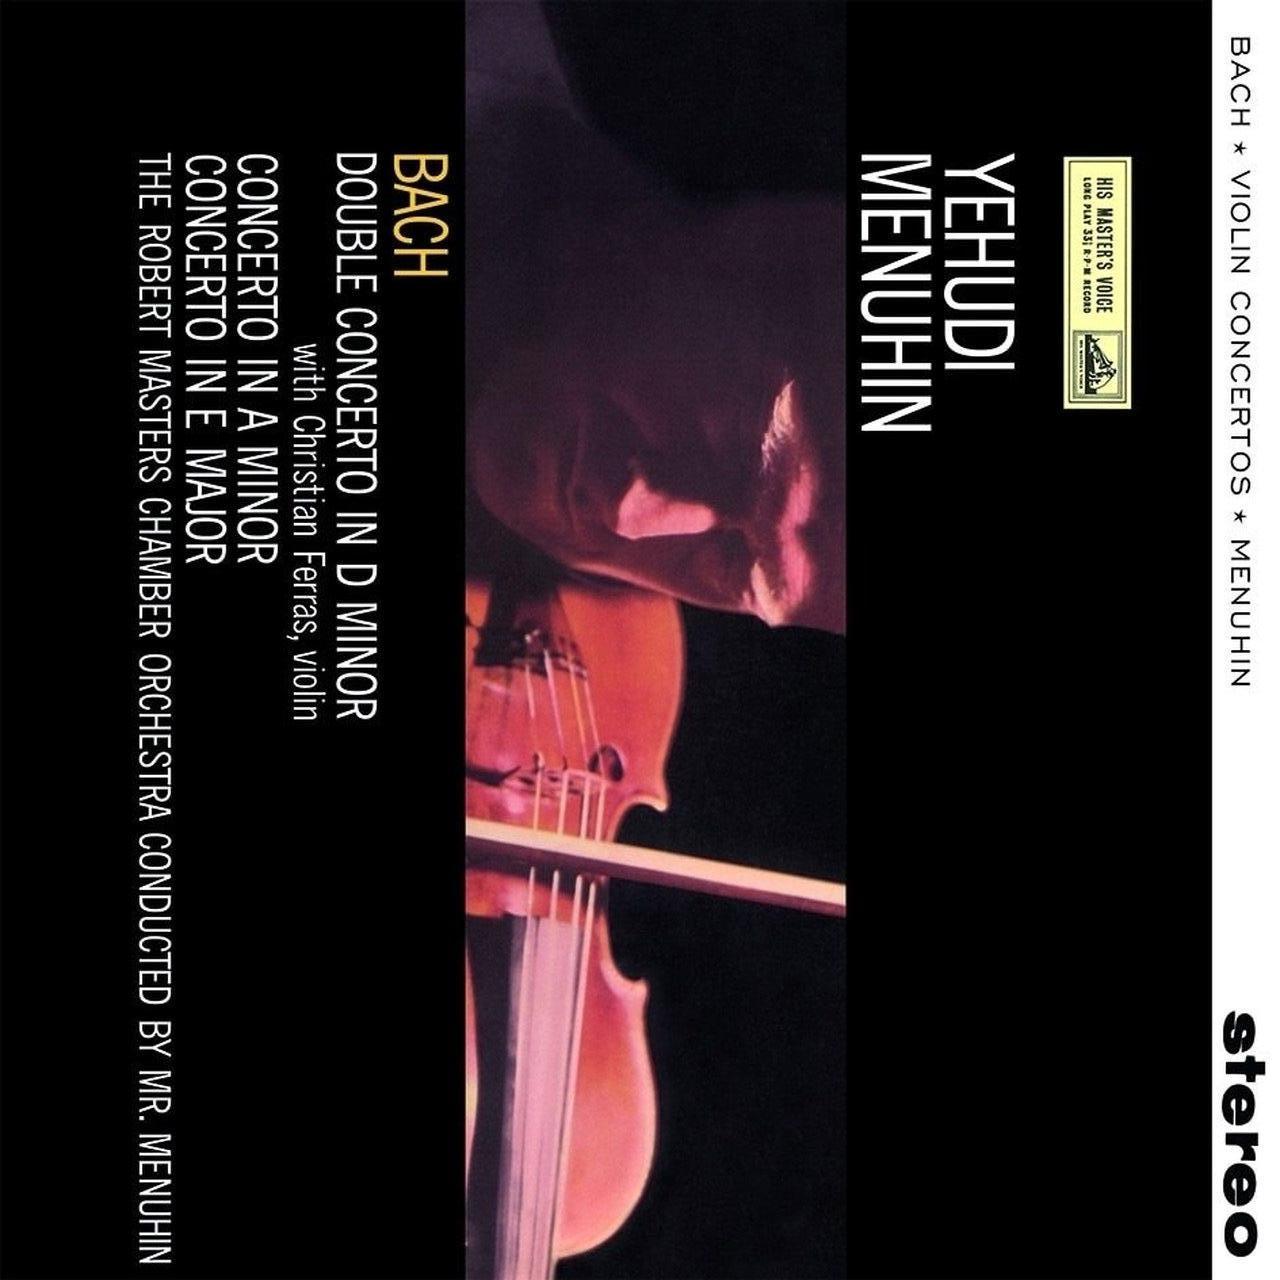 BACH ★ VIOLIN CONCERTOS ★ MENUHIN
stereo
HIS MASTER'S VOICE
LONG PLAY 33⅓ R·P·M RECORD
YEHUDI
MENUHIN
BACH
DOUBLE CONCERTO IN D MINOR
with Christian Ferras, violin
CONCERTO IN A MINOR
CONCERTO IN E MAJOR
THE ROBERT MASTERS CHAMBER ORCHESTRA CONDUCTED BY MR. MENUHIN